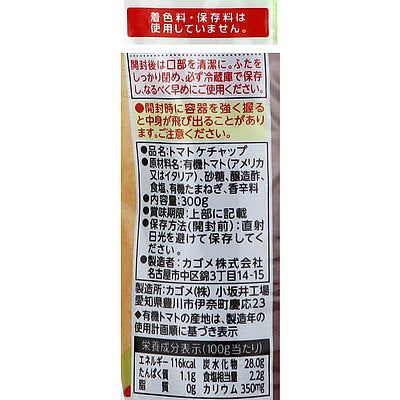 着色料・保存料は
使用していません。
開封後は口部を清潔に。ふたを
しっかり閉め、必ず冷蔵庫で保存
し、なるべく早めにご使用ください。
●開封時に容器を強く握る
と中身が飛び出ることがあり
ます。ご注意ください。
●品名:トマトケチャップ
●原材料名:有機トマト(アメリカ
又はイタリア)、砂糖、醸造酢、
食塩、有機たまねぎ、香辛料
●内容量:300g
●賞味期限:上部に記載
●保存方法(開封前):直射
日光を避けて保存してく
ださい。
●製造者:カゴメ株式会社
名古屋市中区錦3丁目14-15
製造所:カゴメ(株) 小坂井工場
愛知県豊川市伊奈町慶応23
◆有機トマトの産地は、製造年の
使用計画順に基づき表示
栄養成分表示(100g当たり)
エネルギー 116kcal 炭水化物 28.0g
たんぱく質 1.1g 食塩相当量 2.2g
脂質 0g カリウム 350mg